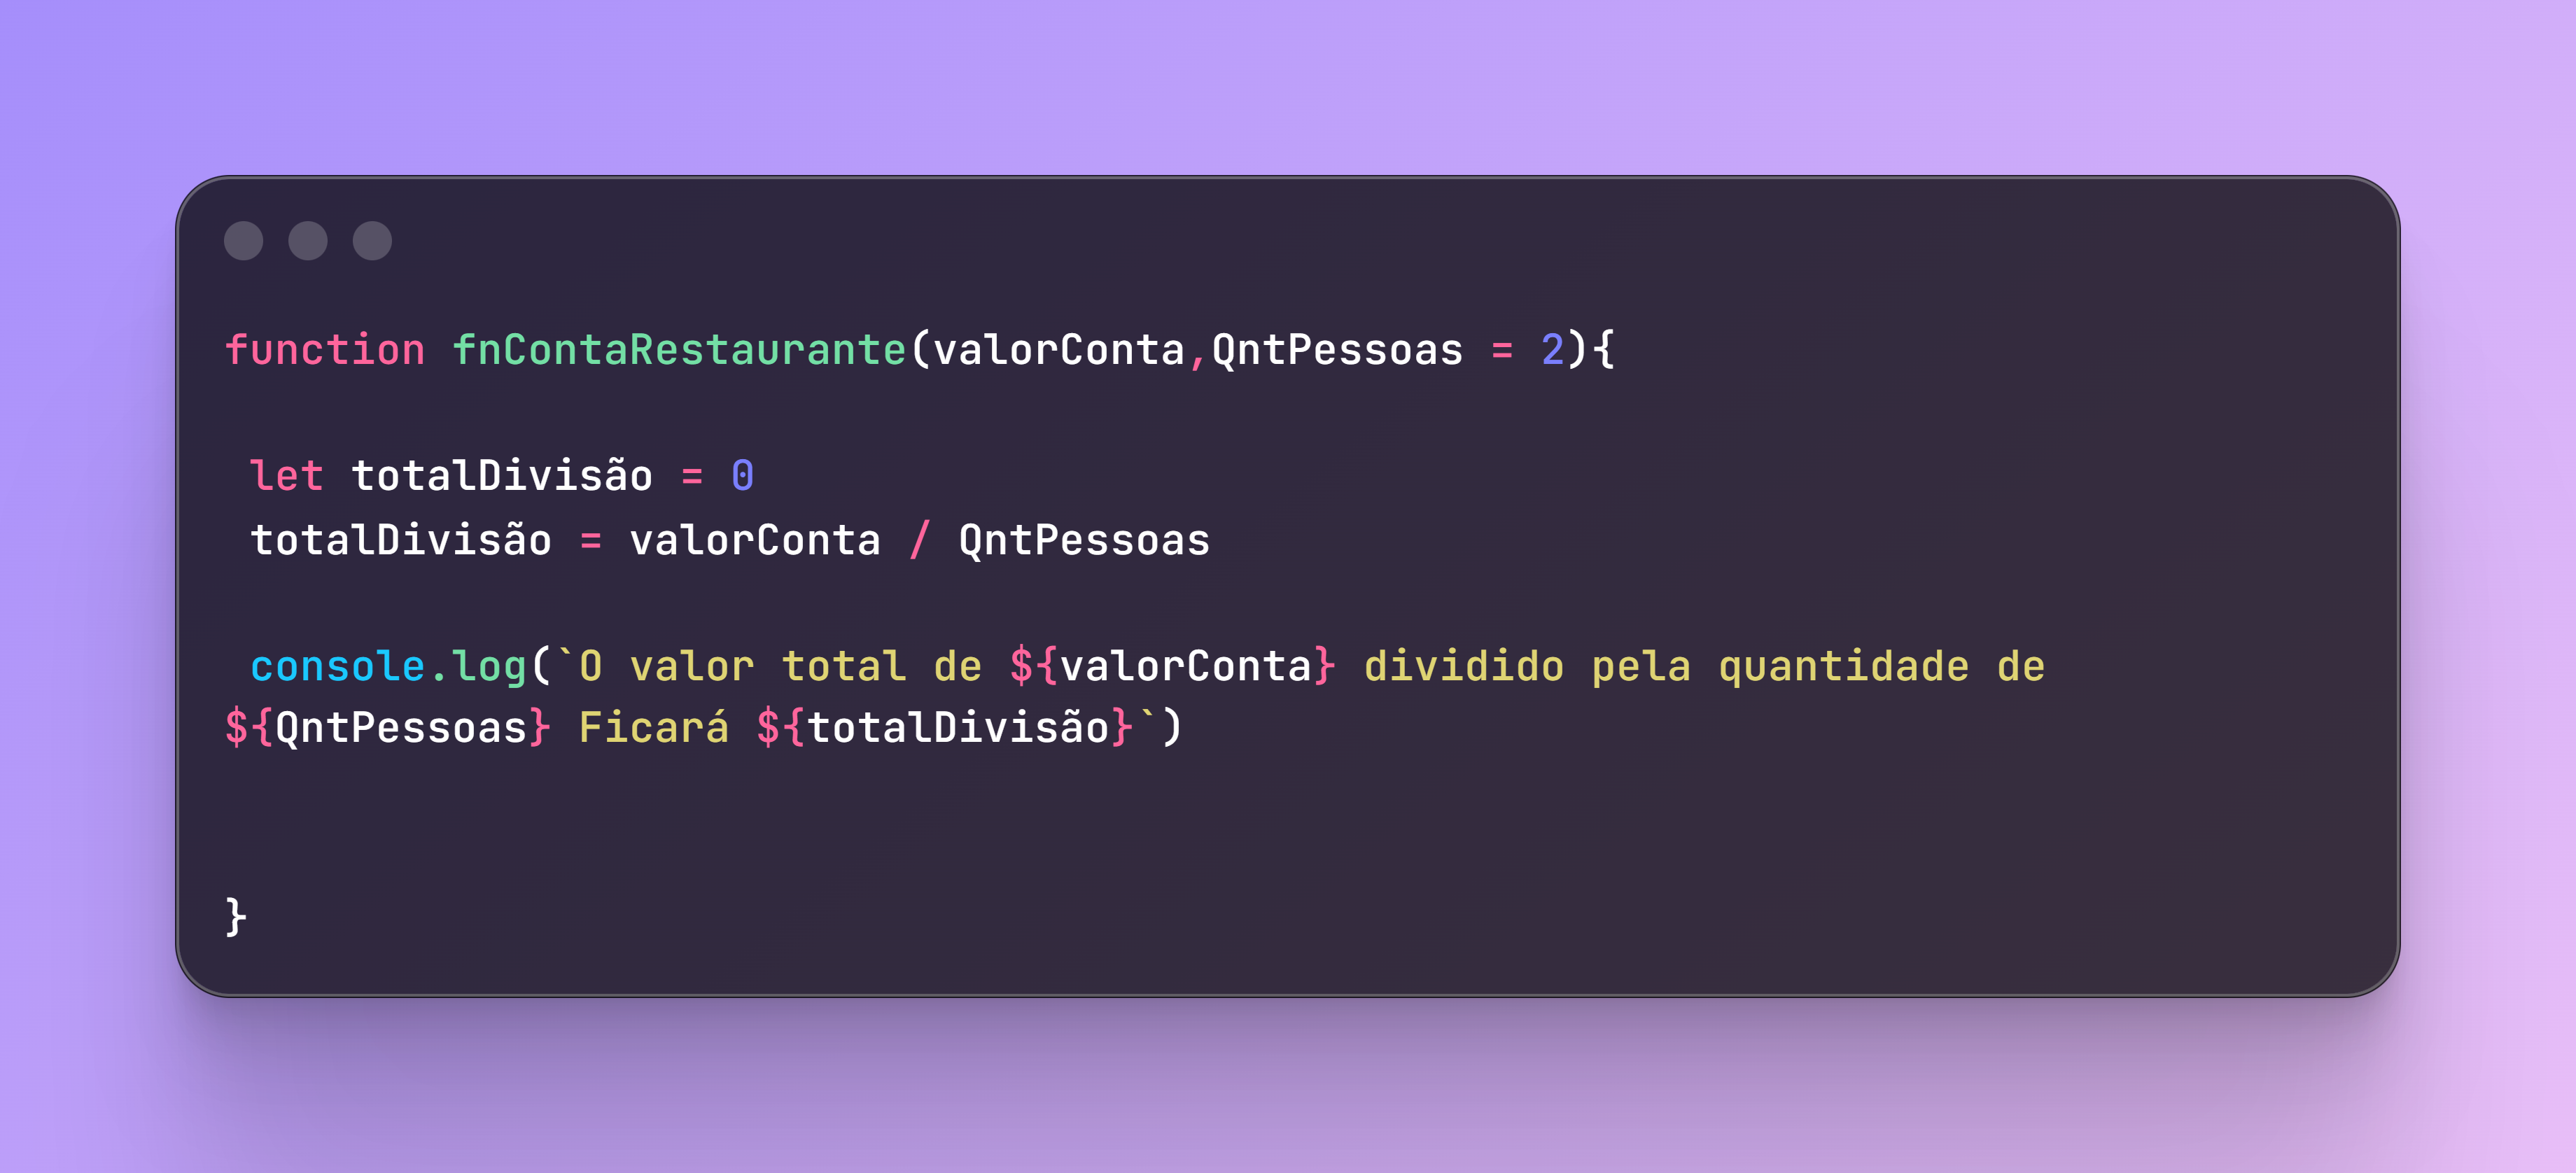 function fnContaRestaurante(valorConta,QntPessoas = 2){
let totalDivisão = 0
totalDivisão = valorConta / QntPessoas
console.log(`O valor total de ${valorConta} dividido pela quantidade de
${QntPessoas} Ficará ${totalDivisão}`)
}